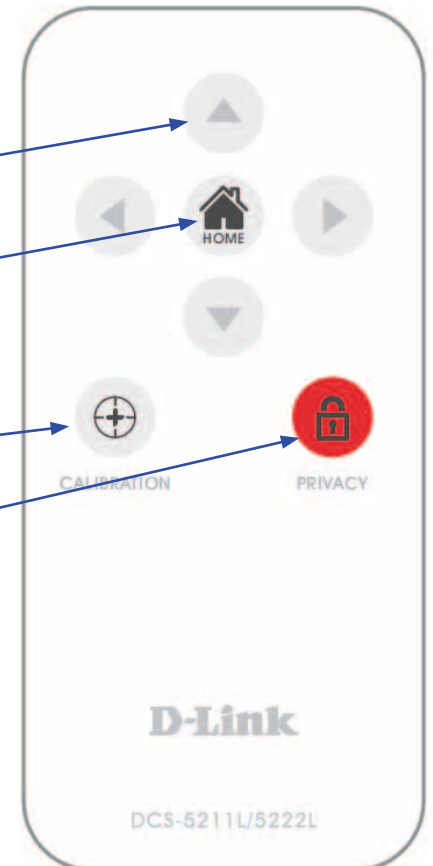 HOME
CALIBRATION
PRIVACY
D-Link
DCS-5211L/5222L